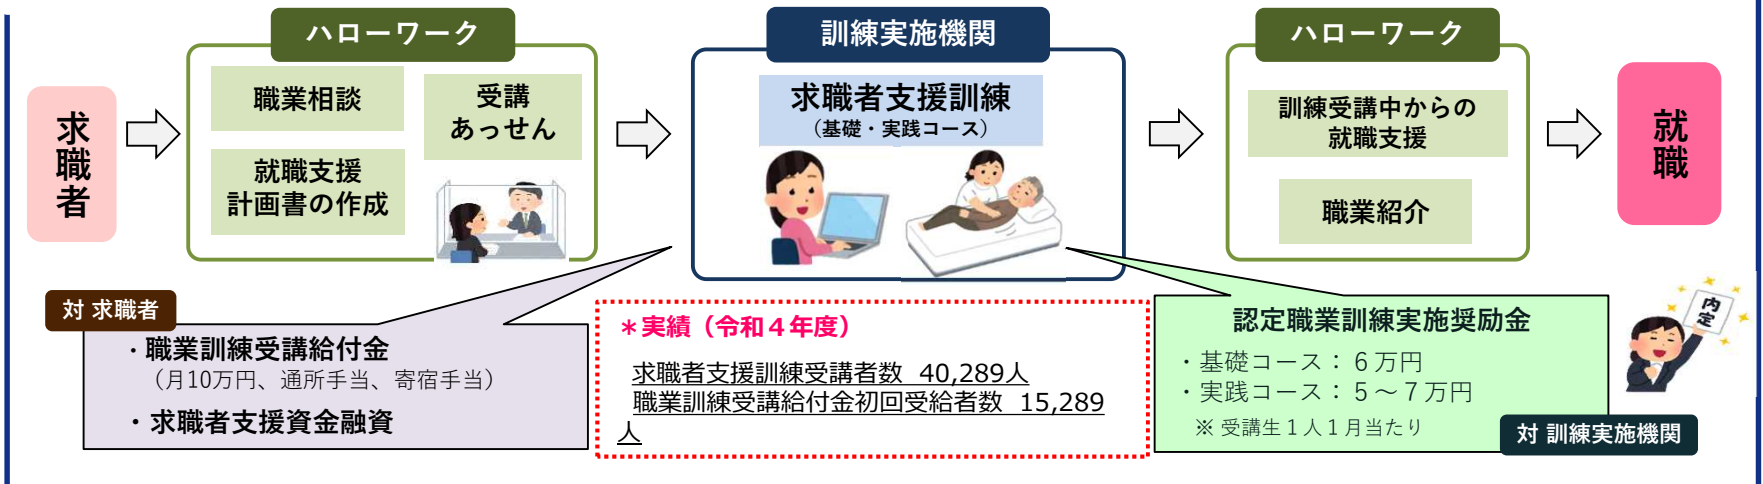 求職者
ハローワーク
職業相談
受講
あっせん
就職支援
計画書の作成
訓練実施機関
求職者支援訓練
（基礎・実践コース）
ハローワーク
訓練受講中からの
就職支援
職業紹介
就職
対 求職者
・職業訓練受講給付金
（月10万円、通所手当、寄宿手当）
・求職者支援資金融資
＊実績（令和４年度）
求職者支援訓練受講者数 40,289人
職業訓練受講給付金初回受給者数 15,289
人
認定職業訓練実施奨励金
・基礎コース：６万円
・実践コース：５～７万円
※ 受講生１人１月当たり
対 訓練実施機関
内定